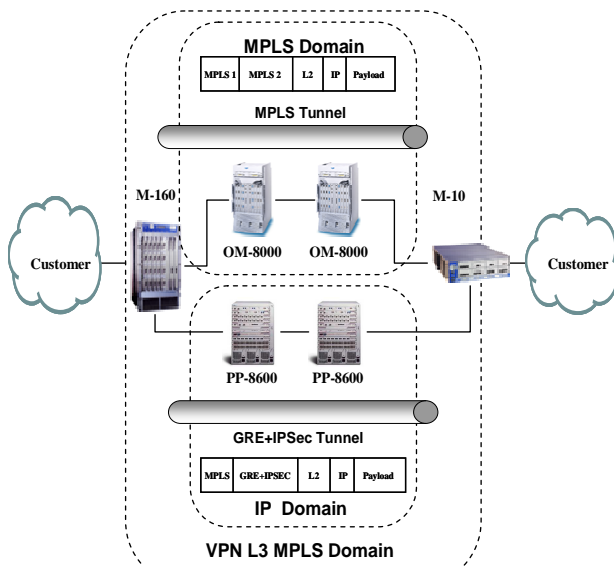 MPLS Domain
MPLS 1 MPLS 2 L2 IP Payload
MPLS Tunnel
M-160
M-10
OM-8000 OM-8000
Customer
Customer
PP-8600 PP-8600
GRE+IPSec Tunnel
MPLS GRE+IPSEC L2 IP Payload
IP Domain
VPN L3 MPLS Domain